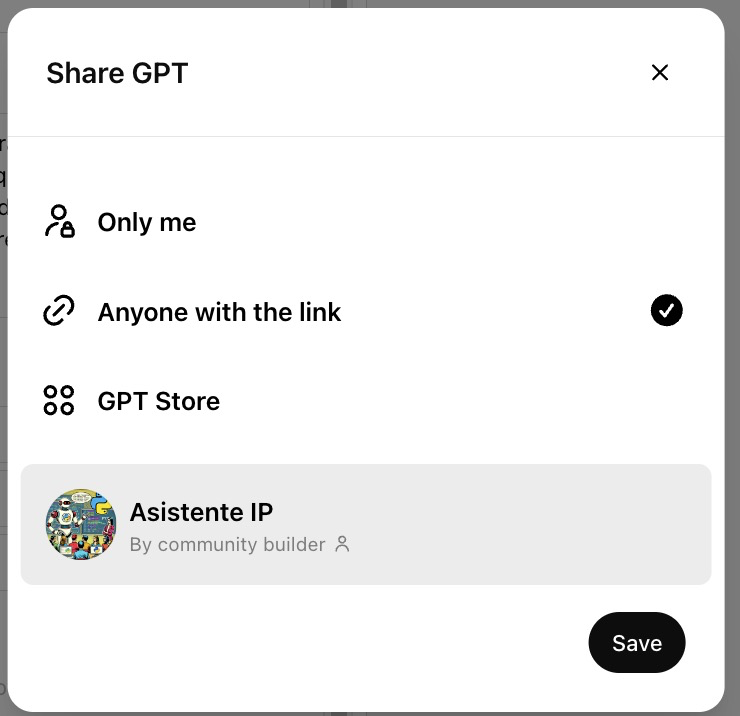 Share GPT
Only me
Anyone with the link
GPT Store
Asistente IP
By community builder
Save